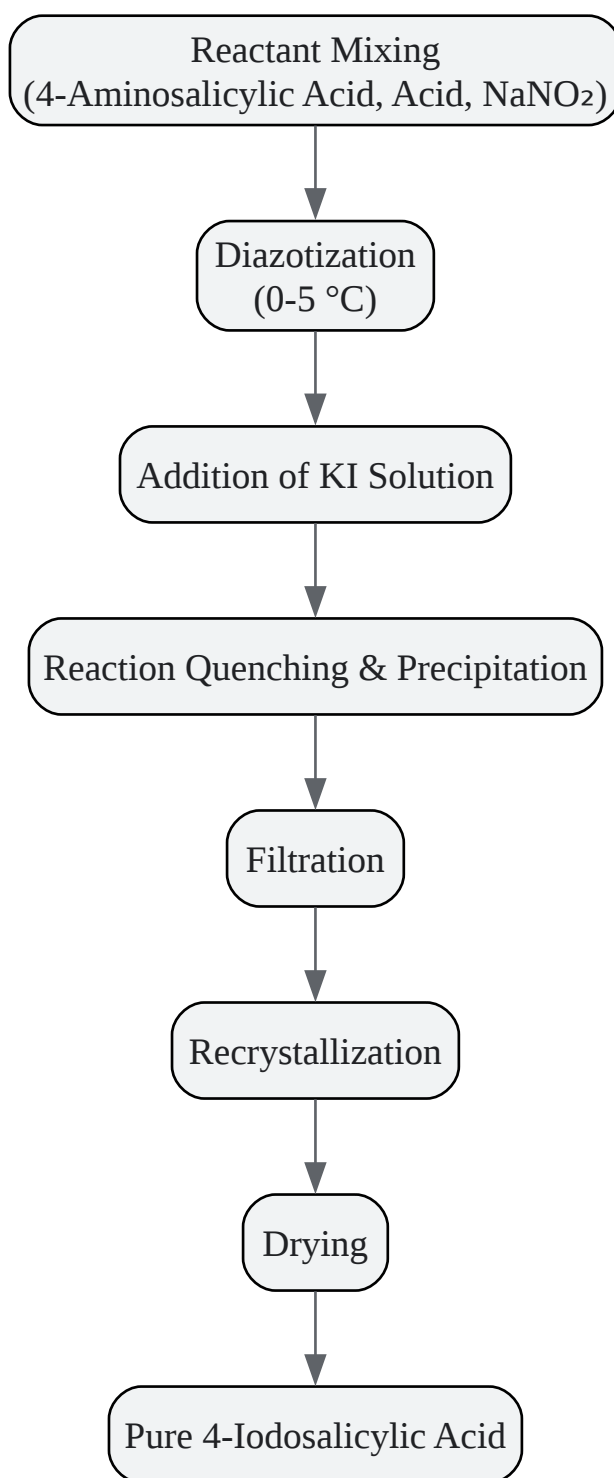 Reactant Mixing
(4-Aminosalicylic Acid, Acid, NaNO₂)
Diazotization
(0-5 °C)
Addition of KI Solution
Reaction Quenching & Precipitation
Filtration
Recrystallization
Drying
Pure 4-Iodosalicylic Acid